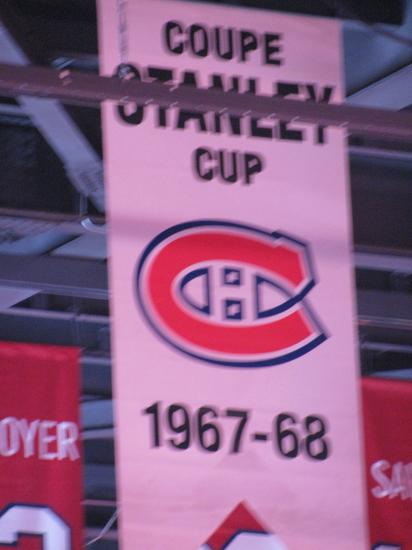 COUPE
STANLEY
CUP
1967-68
OYER
SA